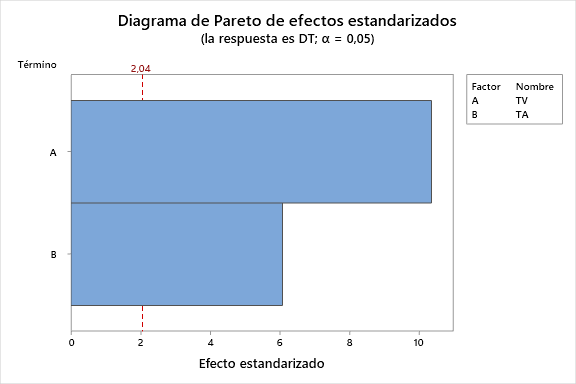 Diagrama de Pareto de efectos estandarizados
(la respuesta es DT; α = 0,05)
Término
2,04
Factor Nombre
A TV
B TA
A
B
0 2 4 6 8 10
Efecto estandarizado